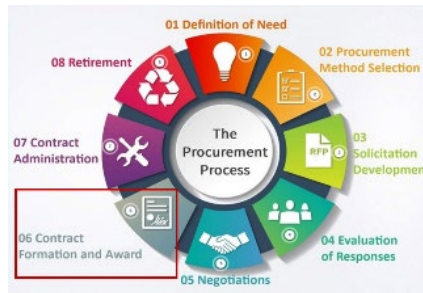 01 Definition of Need
02 Procurement
Method Selection
03
Solicitation
Development
RFP
04 Evaluation
of Responses
05 Negotiations
06 Contract
Formation and Award
07 Contract
Administration
08 Retirement
The
Procurement
Process